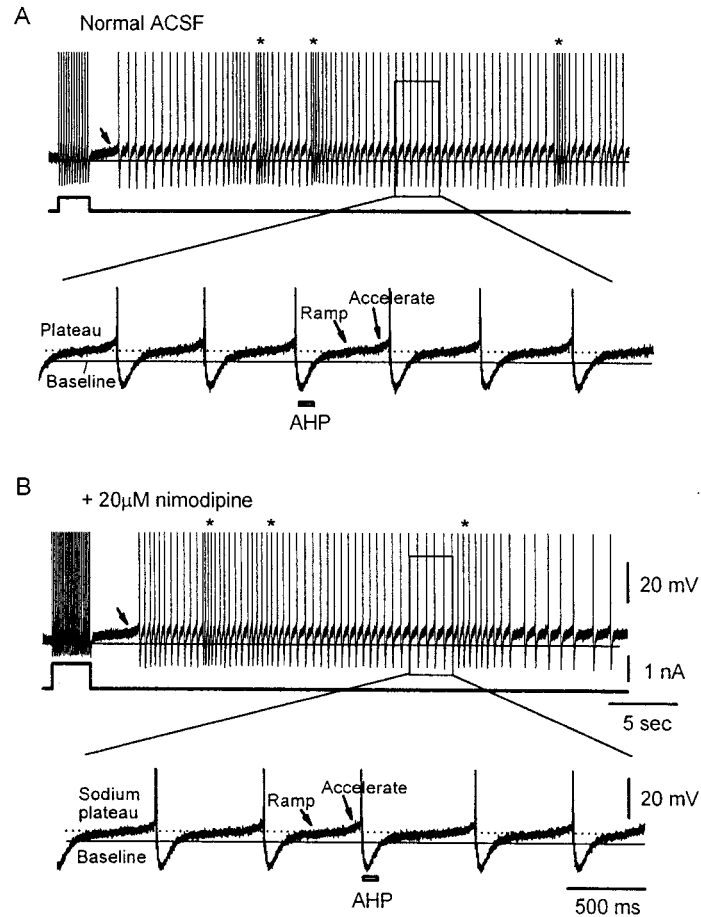 A
Normal ACSF
* * *
Accelerate
Ramp
Plateau
Baseline
AHP
B
+ 20μM nimodipine
* * *
20 mV
1 nA
5 sec
Sodium
plateau
Ramp
Accelerate
20 mV
Baseline
AHP
500 ms